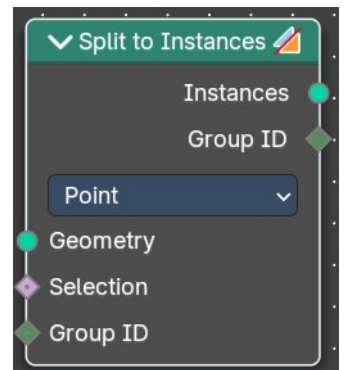 Split to Instances
Instances
Group ID
Point
Geometry
Selection
Group ID